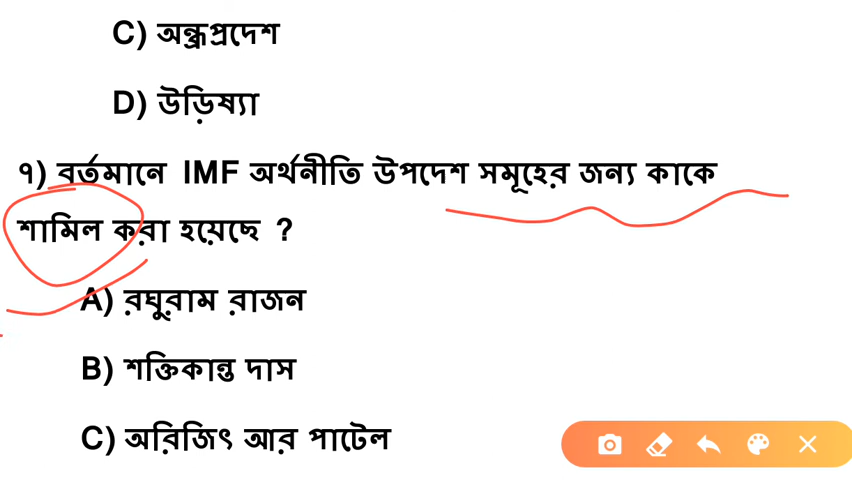 C) অন্ধ্রপ্রদেশ
D) উড়িষ্যা
৭) বর্তমানে IMF অর্থনীতি উপদেশ সমূহের জন্য কাকে
শামিল করা হয়েছে ?
A) রঘুরাম রাজন
B) শক্তিকান্ত দাস
C) অরিজিৎ আর পাটেল